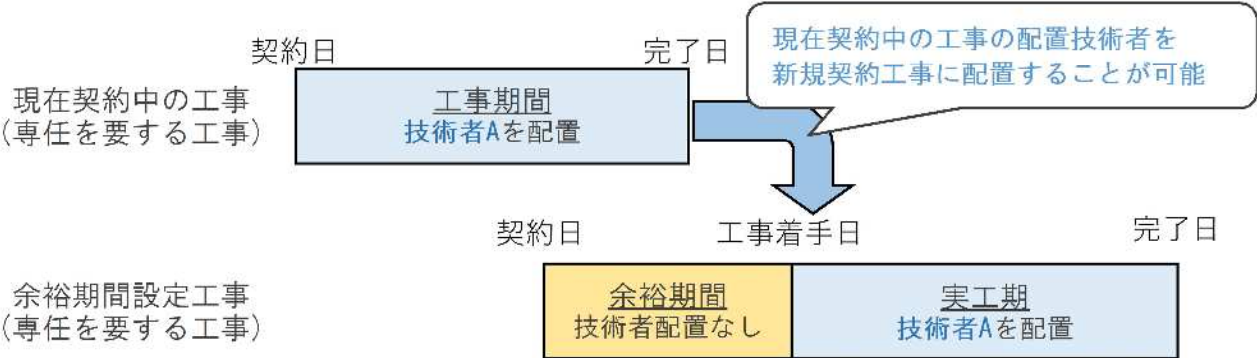 契約日
完了日
現在契約中の工事の配置技術者を
新規契約工事に配置することが可能
現在契約中の工事
(専任を要する工事)
工事期間
技術者Aを配置
契約日
工事着手日
完了日
余裕期間設定工事
(専任を要する工事)
余裕期間
技術者配置なし
実工期
技術者Aを配置